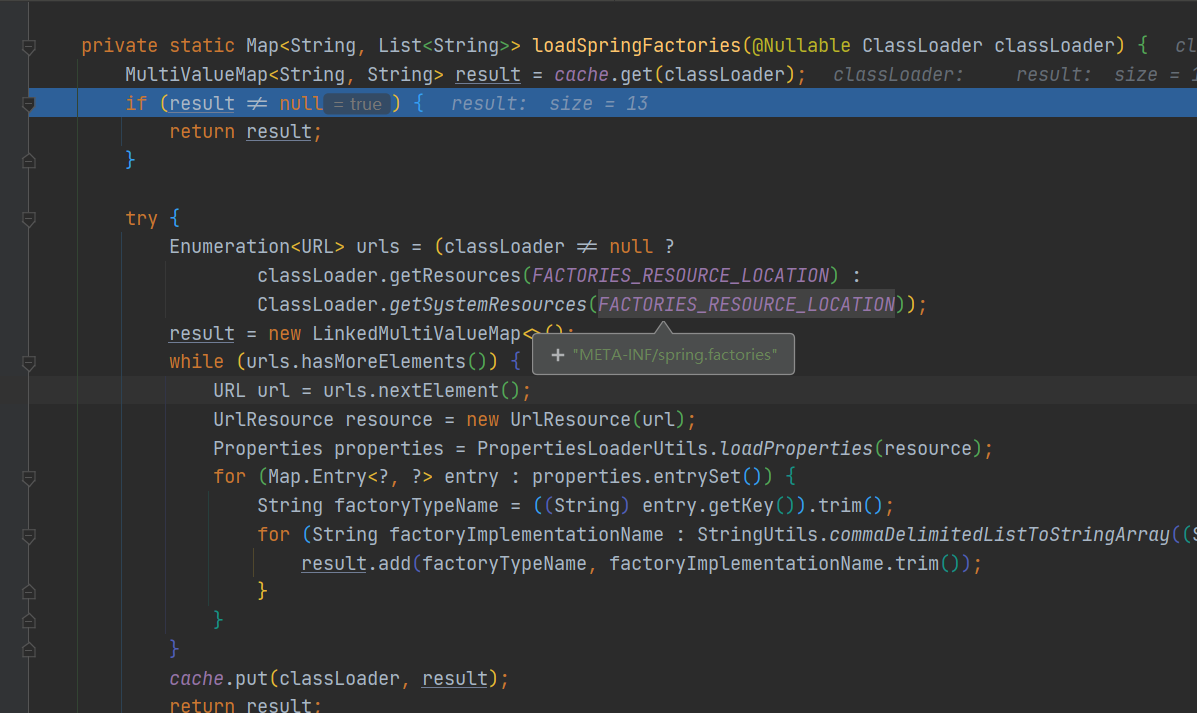 private static Map<String, List<String>> loadSpringFactories(@Nullable ClassLoader classLoader) {
MultiValueMap<String, String> result = cache.get(classLoader); classLoader: result: size = 1
if (result ≠ null = true ) { result: size = 13
return result;
}
try {
Enumeration<URL> urls = (classLoader ≠ null ?
classLoader.getResources(FACTORIES_RESOURCE_LOCATION) :
ClassLoader.getSystemResources(FACTORIES_RESOURCE_LOCATION));
result = new LinkedMultiValueMap<>();
+ "META-INF/spring.factories"
while (urls.hasMoreElements()) {
URL url = urls.nextElement();
UrlResource resource = new UrlResource(url);
Properties properties = PropertiesLoaderUtils.loadProperties(resource);
for (Map.Entry<?, ?> entry : properties.entrySet()) {
String factoryTypeName = ((String) entry.getKey()).trim();
for (String factoryImplementationName : StringUtils.commaDelimitedListToStringArray((
result.add(factoryTypeName, factoryImplementationName.trim());
}
}
}
cache.put(classLoader, result);
return result;